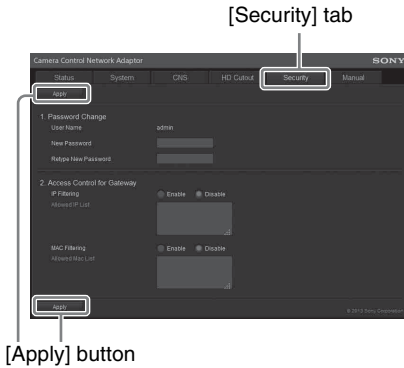 [Security] tab
Camera Control Network Adaptor SONY
Status System CNS HD Cutout Security Manual
Apply
1. Password Change
User Name admin
New Password
Retype New Password
2. Access Control for Gateway
IP Filtering Enable Disable
Allowed IP List
MAC Filtering Enable Disable
Allowed Mac List
Apply © 2013 Sony Corporation
[Apply] button